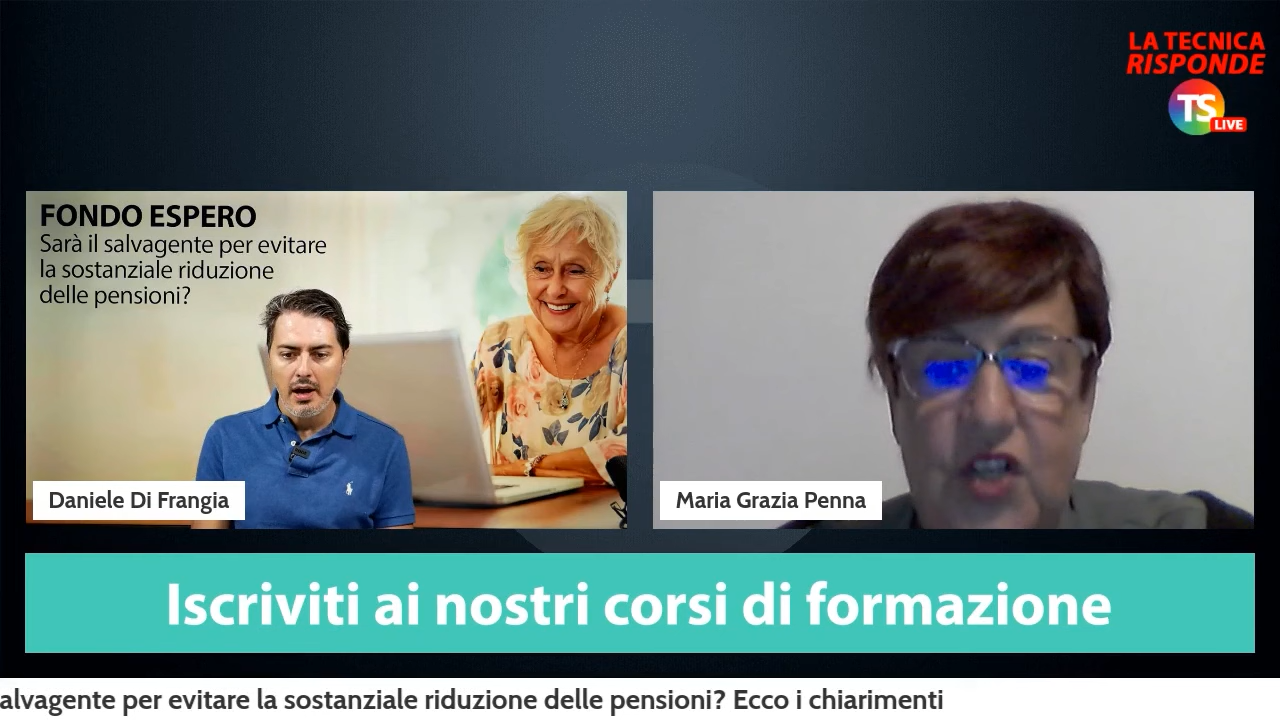 LA TECNICA
RISPONDE
TS
LIVE
FONDO ESPERO
Sarà il salvagente per evitare
la sostanziale riduzione
delle pensioni?
Daniele Di Frangia
Maria Grazia Penna
Iscriviti ai nostri corsi di formazione
alvagente per evitare la sostanziale riduzione delle pensioni? Ecco i chiarimenti